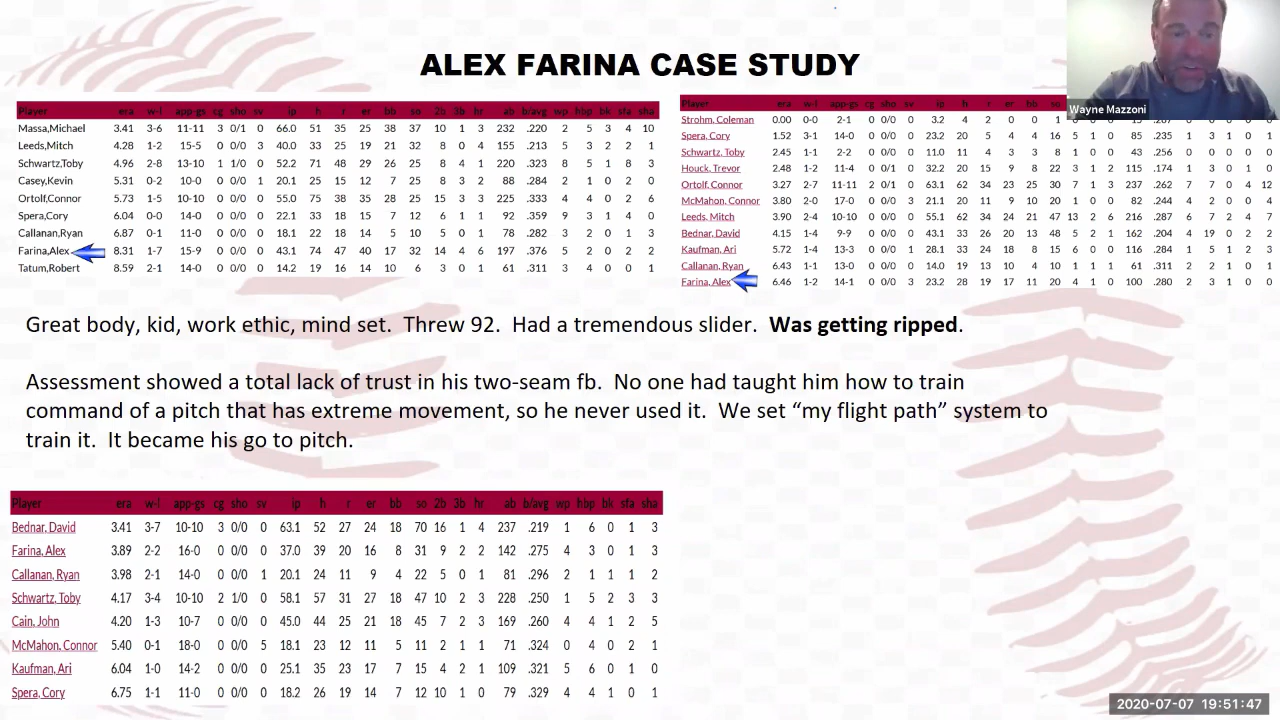 ALEX FARINA CASE STUDY
Wayne Mazzoni
Player era w-l app-gs cg sho sv ip h r er bb so 2b 3b hr ab b/avg wp hbp bk sfa sha
Massa,Michael 3.41 3-6 11-11 3 0/1 0 66.0 51 35 25 38 37 10 3 3 232 .220 2 5 3 4 10
Leeds,Mitch 4.28 1-2 15-5 0 0/0 3 40.0 33 25 19 21 32 8 0 4 155 .213 5 3 2 2 1
Schwartz,Toby 4.96 2-3 13-10 1 1/0 0 52.2 71 48 29 26 25 8 4 1 220 .323 8 5 1 8 3
Casey,Kevin 5.31 0-2 10-0 0 0/0 1 20.1 25 15 12 7 25 8 3 2 88 .284 2 1 0 2 0
Ortolf,Connor 5.73 1-5 10-10 0 0/0 0 55.0 75 38 35 28 25 15 3 3 225 .333 4 4 0 2 6
Spera,Cory 6.04 0-0 14-0 0 0/0 0 22.1 33 18 15 7 12 6 1 1 92 .359 9 3 1 4 0
Callanan,Ryan 6.87 0-1 11-0 0 0/0 0 18.1 22 18 14 5 10 5 0 1 78 .282 3 2 0 1 3
Farina,Alex 8.31 1-7 15-9 0 0/0 0 43.1 74 47 40 17 32 14 4 6 197 .376 5 2 0 2 2
Tatum,Robert 8.59 2-1 14-0 0 0/0 0 14.2 19 16 14 10 6 3 0 1 61 .311 3 4 0 0 1
Player era w-l app-gs cg sho sv ip h r er bb so
Strohm, Coleman 0.00 0-0 2-1 0 0/0 0 3.2 4 2 0 0 1
Spera, Cory 1.52 3-1 14-0 0 0/0 0 23.2 20 5 4 4 16 5 1 0 85 .235 1 3 1 0 1
Schwartz, Toby 2.45 1-1 2-2 0 0/0 0 11.0 11 4 3 3 8 1 0 0 43 .256 0 0 0 0 0
Houck, Trevor 2.48 1-2 11-4 0 0/1 0 32.2 20 15 9 8 22 3 1 2 115 .174 1 3 0 1 0
Ortolf, Connor 3.27 2-7 11-11 2 0/1 0 63.1 62 34 23 25 30 7 1 3 237 .262 7 7 0 4 12
McMahon, Connor 3.80 2-0 17-0 0 0/0 3 21.1 20 11 9 10 20 1 0 0 82 .244 4 2 0 0 4
Leeds, Mitch 3.90 2-4 10-10 0 0/0 0 55.1 62 34 24 21 47 13 2 6 216 .287 6 7 2 4 7
Bednar, David 4.15 1-4 9-9 0 0/0 0 43.1 33 26 20 13 48 5 2 1 162 .204 4 19 0 2 2
Kaufman, Ari 5.72 1-4 13-3 0 0/0 1 28.1 33 24 18 8 15 6 0 0 116 .284 1 5 1 2 3
Callanan, Ryan 6.43 1-1 13-0 0 0/0 0 14.0 19 13 10 4 10 1 1 1 61 .311 2 2 1 0 1
Farina, Alex 6.46 1-2 14-1 0 0/0 3 23.2 28 19 17 11 20 4 1 0 100 .280 2 3 1 0 0
Great body, kid, work ethic, mind set. Threw 92. Had a tremendous slider. Was getting ripped.
Assessment showed a total lack of trust in his two-seam fb. No one had taught him how to train
command of a pitch that has extreme movement, so he never used it. We set “my flight path” system to
train it. It became his go to pitch.
Player era w-l app-gs cg sho sv ip h r er bb so 2b 3b hr ab b/avg wp hbp bk sfa sha
Bednar, David 3.41 3-7 10-10 3 0/0 0 63.1 52 27 24 18 70 16 1 4 237 .219 1 6 0 1 3
Farina, Alex 3.89 2-2 16-0 0 0/0 0 37.0 39 20 16 8 31 9 2 2 142 .275 4 3 0 1 3
Callanan, Ryan 3.98 2-1 14-0 0 0/0 1 20.1 24 11 9 4 22 5 0 1 81 .296 2 1 1 1 2
Schwartz, Toby 4.17 3-4 10-10 2 1/0 0 58.1 57 31 27 18 47 10 2 3 228 .250 1 5 2 3 3
Cain, John 4.20 1-3 10-7 0 0/0 0 45.0 44 25 21 18 45 7 2 3 169 .260 4 4 1 2 5
McMahon, Connor 5.40 0-1 18-0 0 0/0 5 18.1 23 12 11 5 11 2 1 1 71 .324 0 4 0 2 1
Kaufman, Ari 6.04 1-0 14-2 0 0/0 0 25.1 35 23 17 7 15 4 2 1 109 .321 5 6 0 1 0
Spera, Cory 6.75 1-1 11-0 0 0/0 0 18.2 26 19 14 7 12 10 1 0 79 .329 4 4 1 0 1
2020-07-07 19:51:47